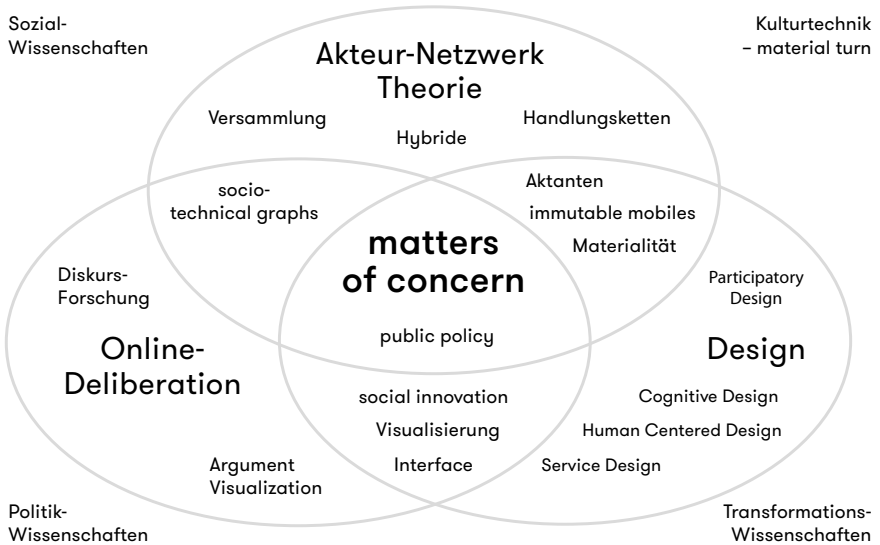 Sozial-
Wissenschaften
Kulturtechnik
– material turn
Akteur-Netzwerk
Theorie
Versammlung
Hybride
Handlungsketten
socio-
technical graphs
Aktanten
immutable mobiles
Materialität
matters
of concern
public policy
Diskurs-
Forschung
Online-
Deliberation
Participatory
Design
Design
social innovation
Visualisierung
Interface
Cognitive Design
Human Centered Design
Service Design
Argument
Visualization
Politik-
Wissenschaften
Transformations-
Wissenschaften